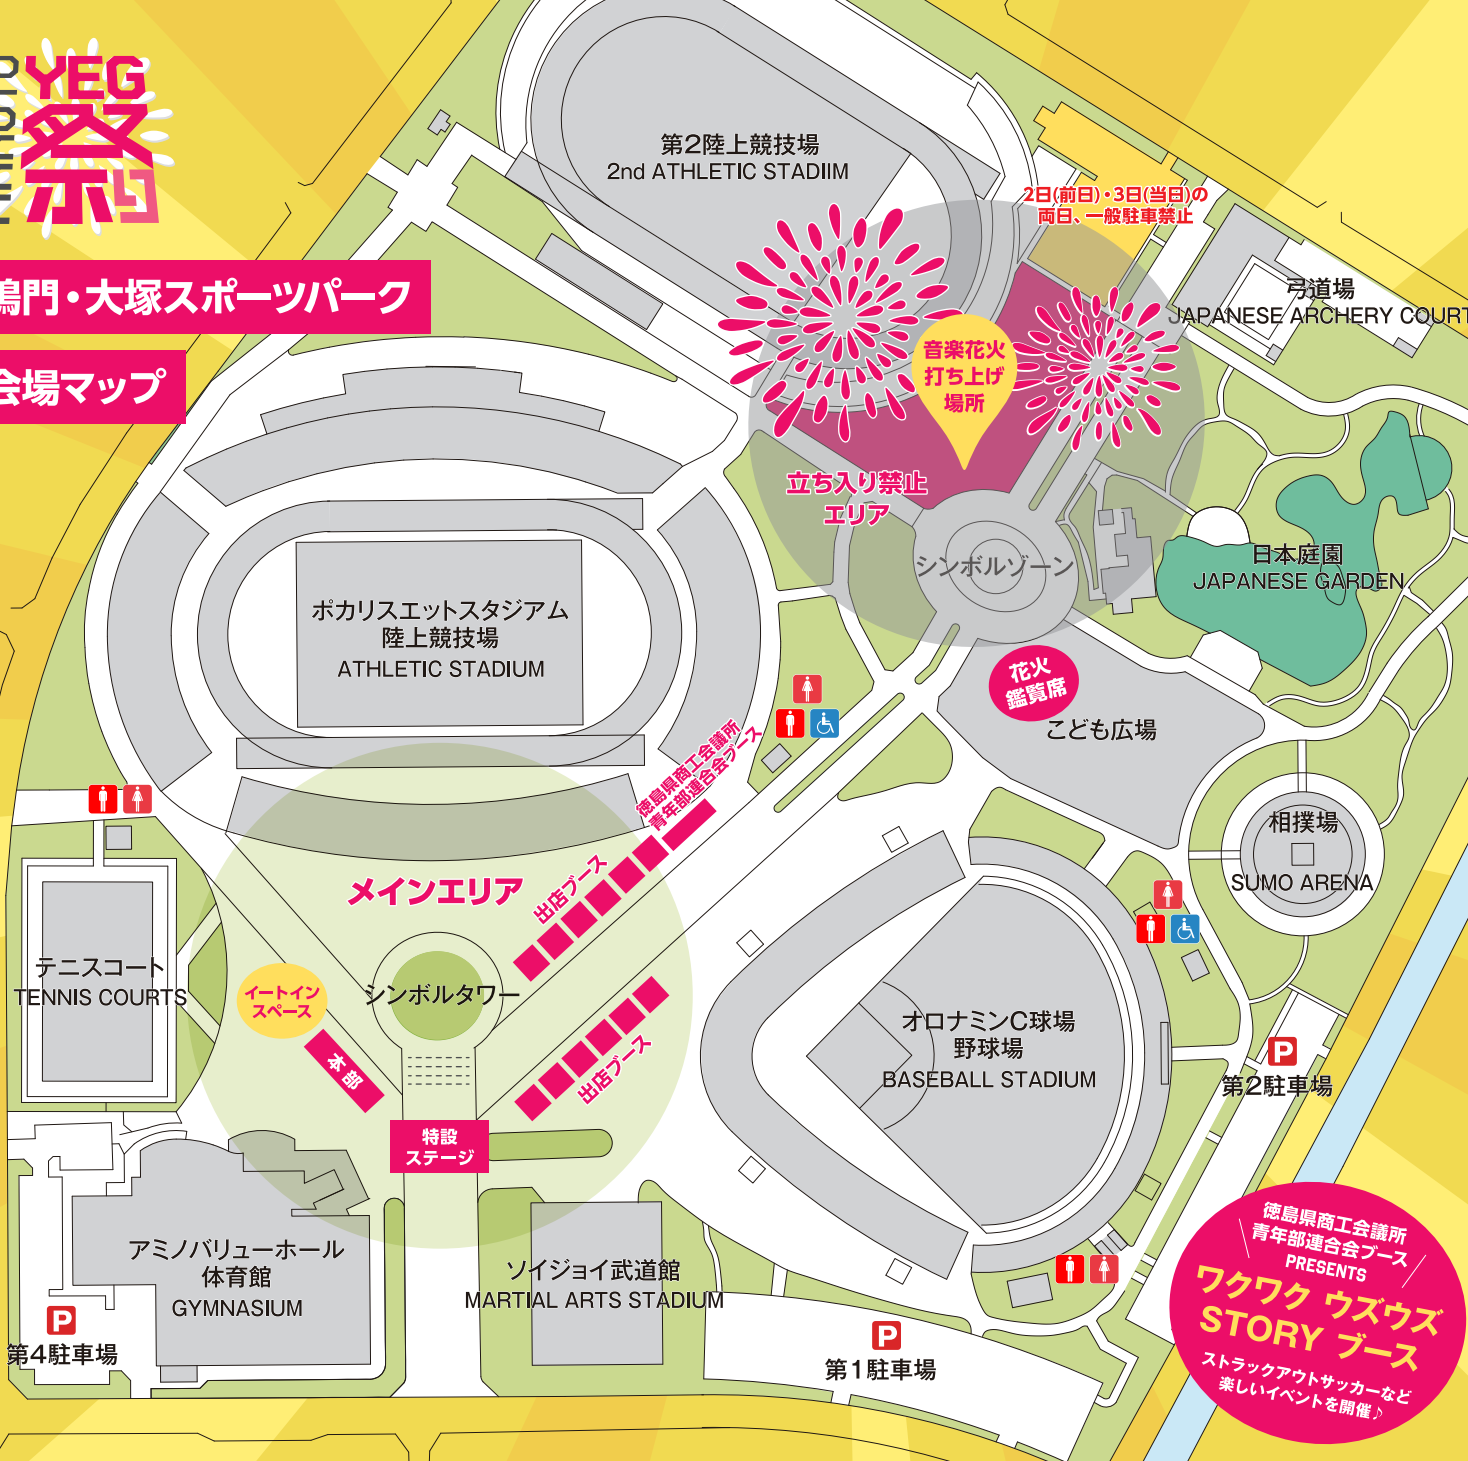 YEG
祭り
鳴門・大塚スポーツパーク
会場マップ
第2陸上競技場
2nd ATHLETIC STADIIM
2日(前日)・3日(当日)の
両日、一般駐車禁止
弓道場
JAPANESE ARCHERY COURT
音楽花火
打ち上げ
場所
立ち入り禁止
エリア
シンボルゾーン
日本庭園
JAPANESE GARDEN
ポカリスエットスタジアム
陸上競技場
ATHLETIC STADIUM
花火
鑑覧席
こども広場
徳島県商工会議所
青年部連合会ブース
相撲場
SUMO ARENA
メインエリア
出店ブース
テニスコート
TENNIS COURTS
イートイン
スペース
シンボルタワー
本部
出店ブース
オロナミンC球場
野球場
BASEBALL STADIUM
P
第2駐車場
特設
ステージ
アミノバリューホール
体育館
GYMNASIUM
ソイジョイ武道館
MARTIAL ARTS STADIUM
P
第4駐車場
P
第1駐車場
徳島県商工会議所
青年部連合会ブース
PRESENTS
ワクワク ウズウズ
STORY ブース
ストラックアウトサッカーなど
楽しいイベントを開催♪